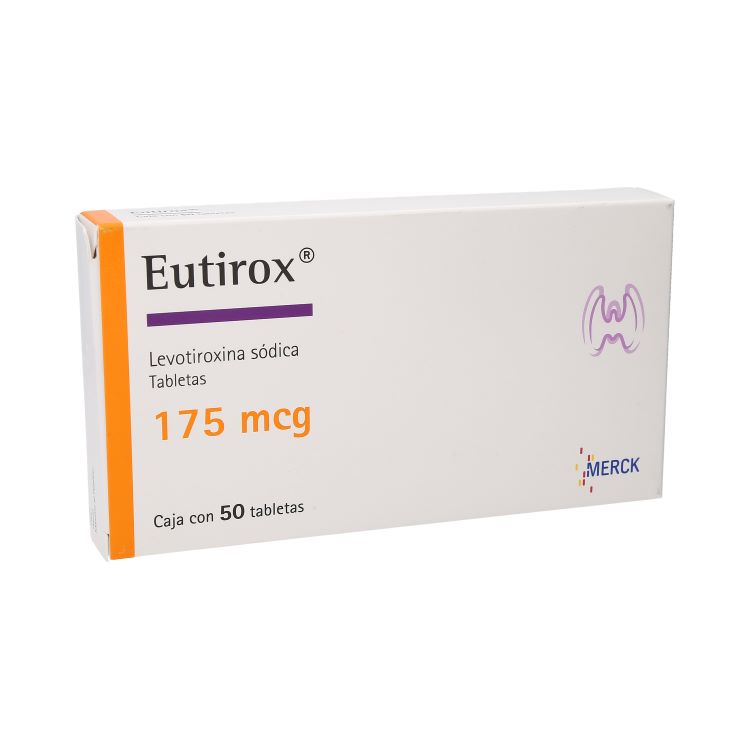 Eutirox®
Levotiroxina sódica
Tabletas
175 mcg
Caja con 50 tabletas
MERCK